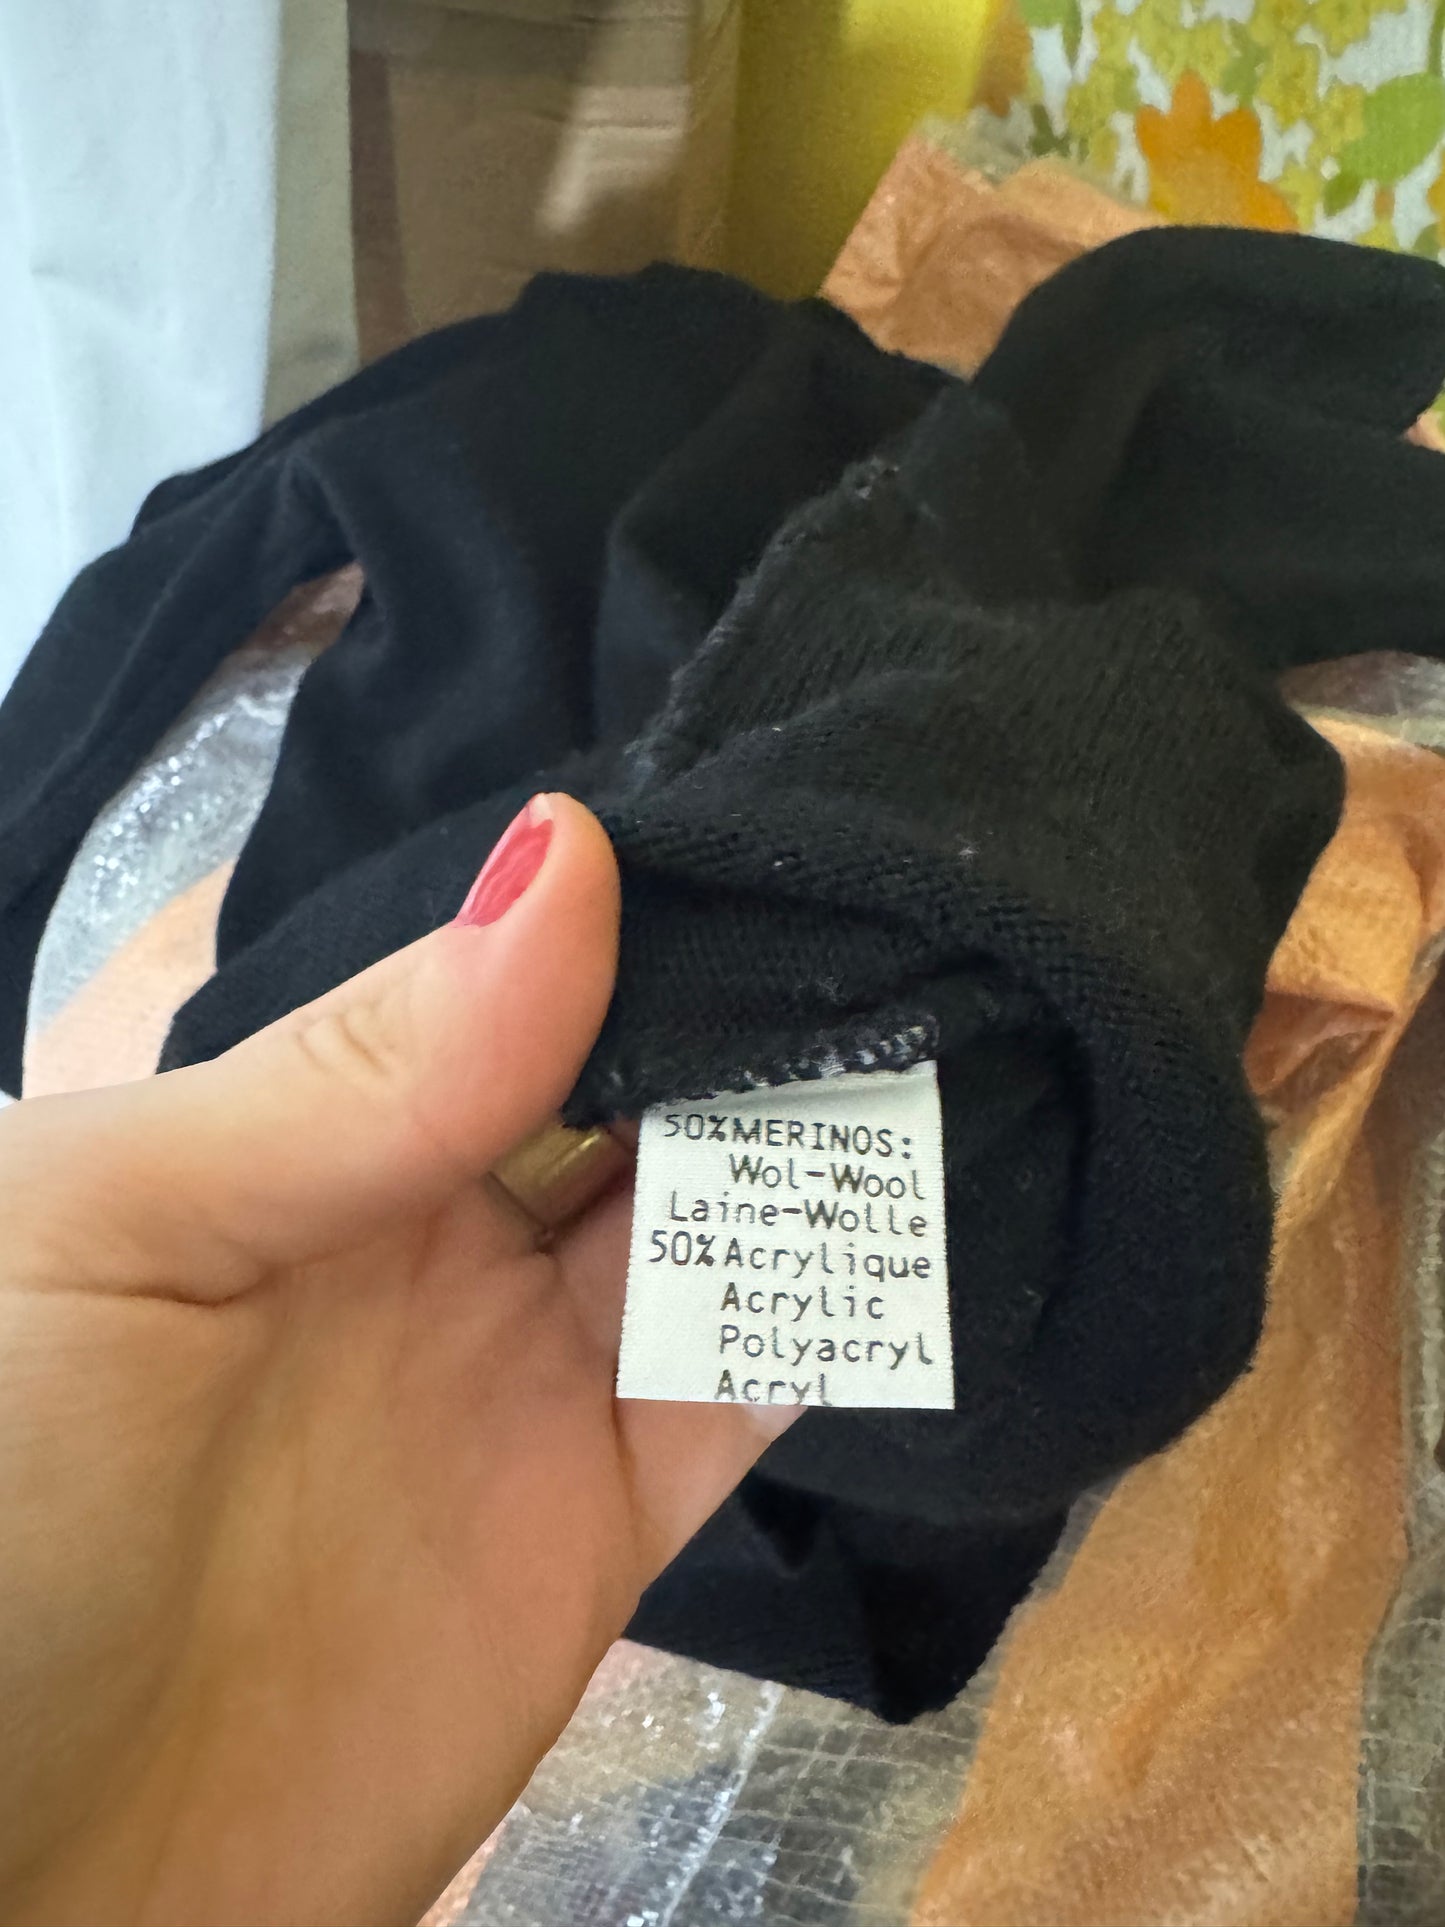 50%MERINOS:
Wol-Wool
Laine-Wolle
50%Acrylique
Acrylic
Polyacryl
Acryl